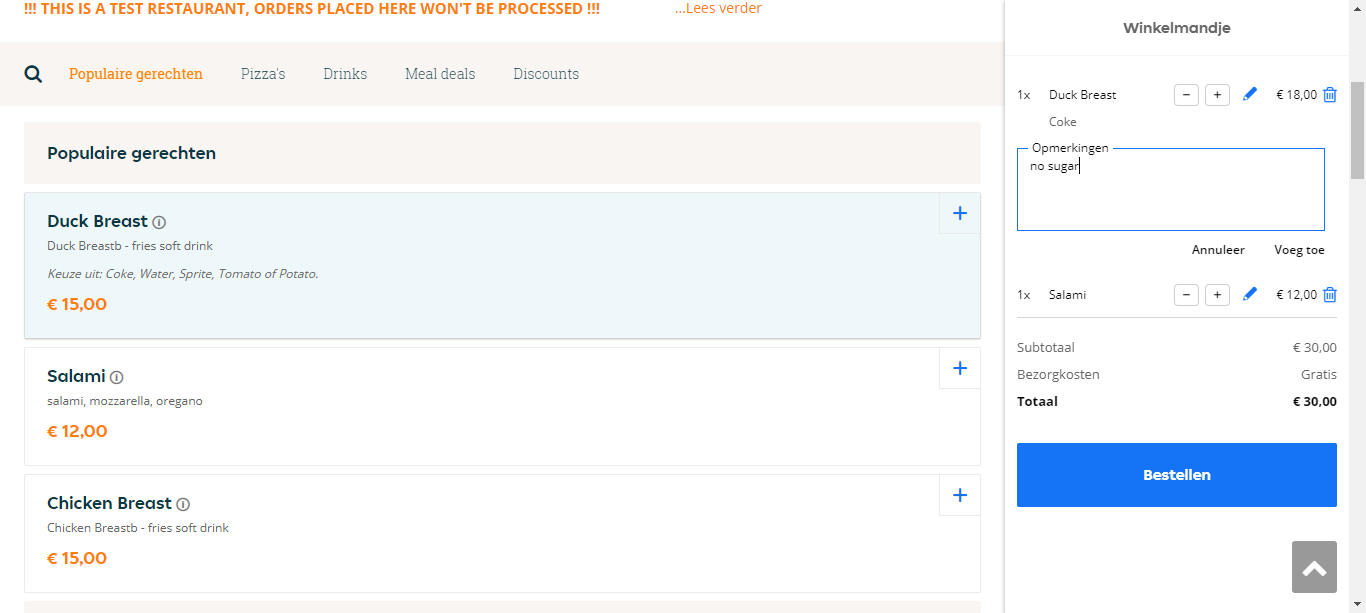 !!! THIS IS A TEST RESTAURANT, ORDERS PLACED HERE WON'T BE PROCESSED !!!
...Lees verder
Populaire gerechten Pizza's Drinks Meal deals Discounts
Populaire gerechten
Duck Breast
Duck Breastb - fries soft drink
Keuze uit: Coke, Water, Sprite, Tomato of Potato.
€ 15,00
+
Salami
salami, mozzarella, oregano
€ 12,00
+
Chicken Breast
Chicken Breastb - fries soft drink
€ 15,00
+
Winkelmandje
1x Duck Breast − + € 18,00
Coke
Opmerkingen
no sugar
Annuleer Voeg toe
1x Salami − + € 12,00
Subtotaal € 30,00
Bezorgkosten Gratis
Totaal € 30,00
Bestellen